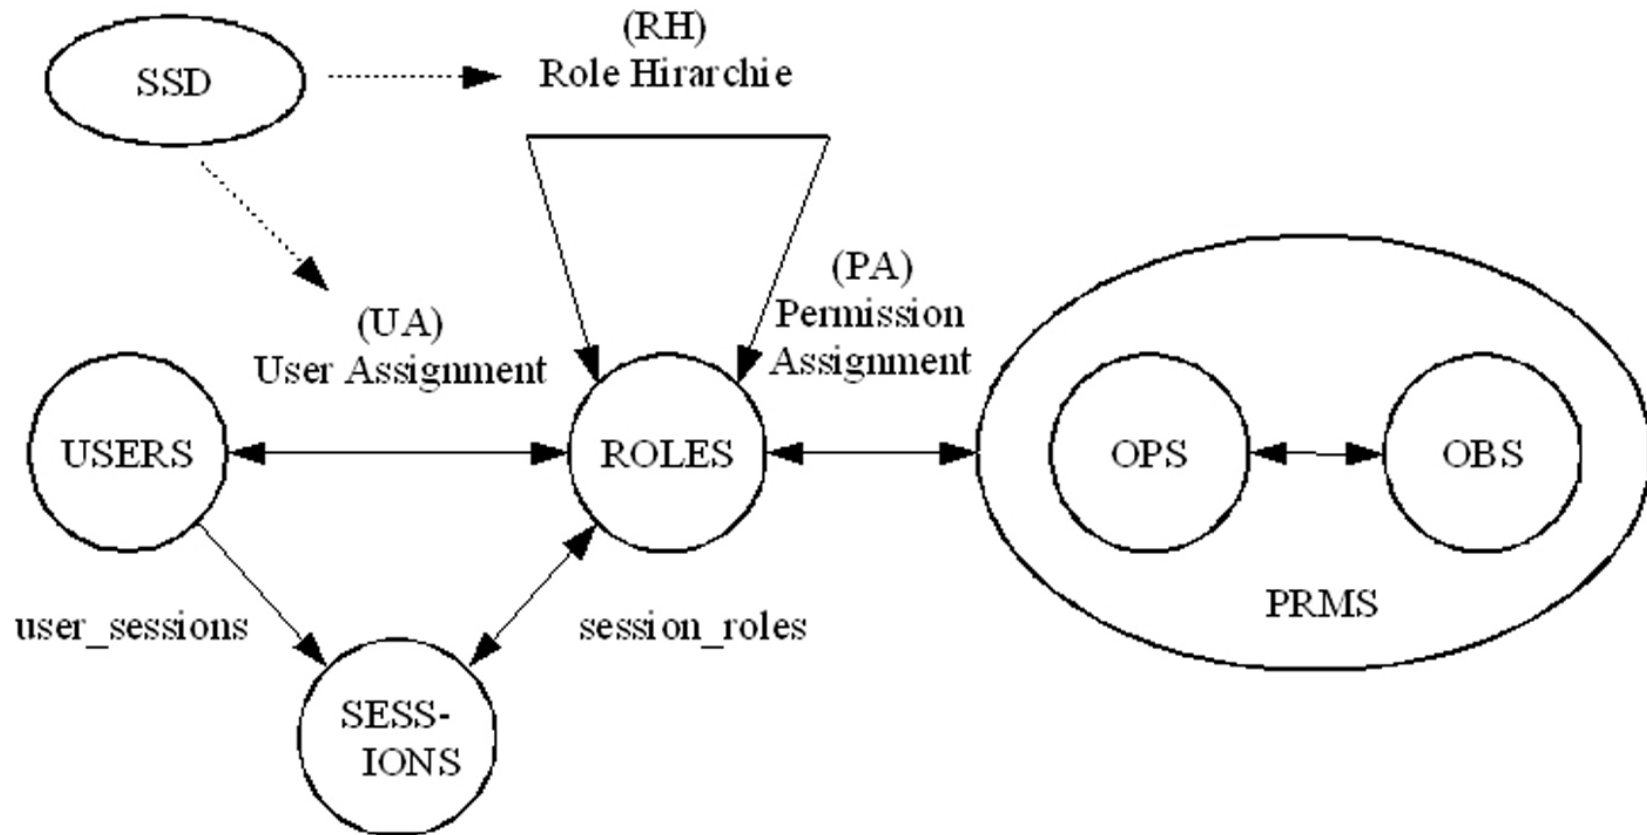 (RH)
Role Hirarchie
SSD
(PA)
Permission
Assignment
(UA)
User Assignment
USERS
ROLES
OPS
OBS
PRMS
user_sessions
session_roles
SESS-
IONS